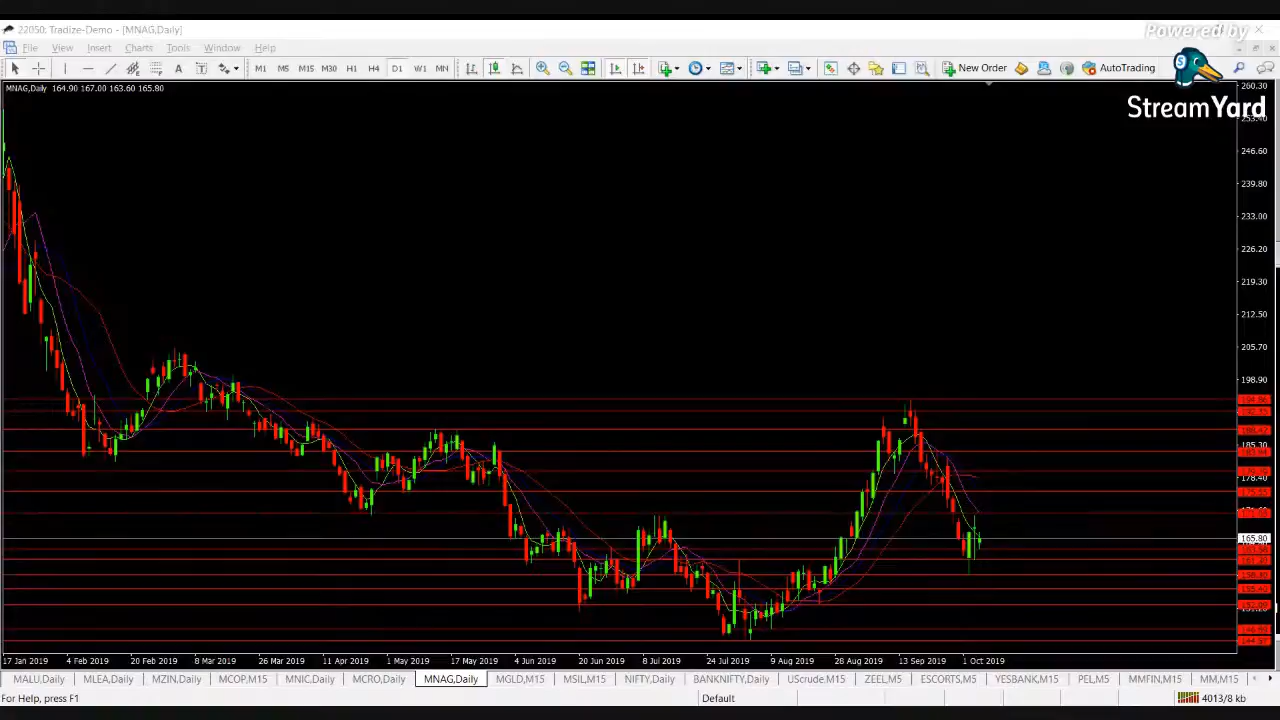 22050: Tradize-Demo - [MNAG,Daily]
Powered by
File View Insert Charts Tools Window Help
M1 M5 M15 M30 H1 H4 D1 W1 MN New Order AutoTrading
StreamYard
MNAG,Daily 164.90 167.00 163.60 165.80
260.30
253.40
246.60
239.80
233.00
226.20
219.30
212.50
205.70
198.90
194.86
188.42
185.30
183.84
178.40
165.80
17 Jan 2019 4 Feb 2019 20 Feb 2019 8 Mar 2019 26 Mar 2019 11 Apr 2019 1 May 2019 17 May 2019 4 Jun 2019 20 Jun 2019 8 Jul 2019 24 Jul 2019 9 Aug 2019 28 Aug 2019 13 Sep 2019 1 Oct 2019
MALU,Daily MLEA,Daily MZIN,Daily MCOP,M15 MNIC,Daily MCRO,Daily MNAG,Daily MGLD,M15 MSIL,M15 NIFTY,Daily BANKNIFTY,Daily UScrude,M15 ZEEL,M5 ESCORTS,M5 YESBANK,M15 PEL,M5 MMFIN,M15 MM,M15
For Help, press F1 Default 4013/8 kb